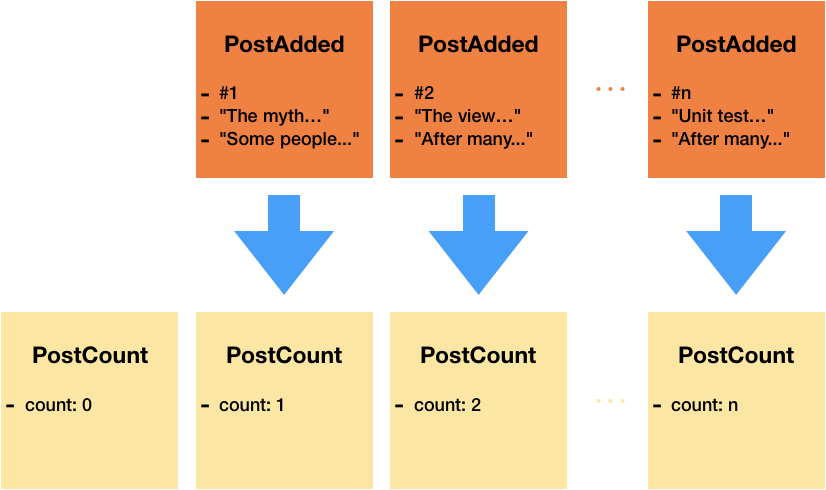 PostAdded
- #1
- "The myth…"
- "Some people..."
PostAdded
- #2
- "The view…"
- "After many..."
...
PostAdded
- #n
- "Unit test…"
- "After many..."
PostCount
- count: 0
PostCount
- count: 1
PostCount
- count: 2
...
PostCount
- count: n